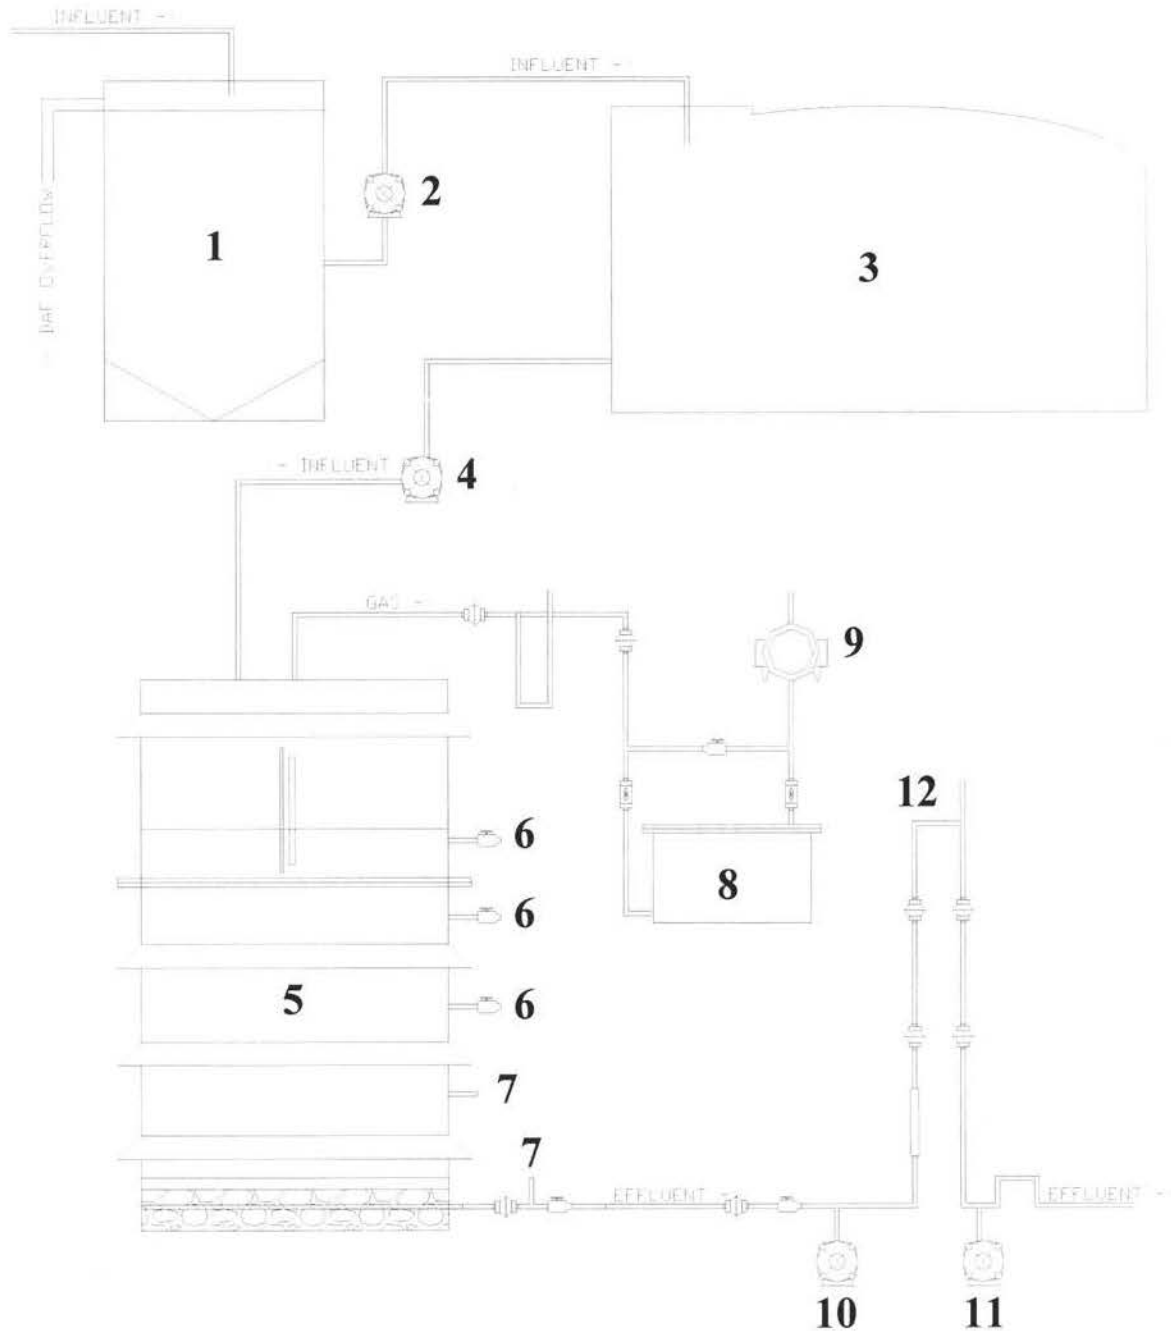 INFLUENT -
INFLUENT -
2
1
3
- DAF OVERFLOW
- INFLUENT
4
GAS -
9
12
6
8
6
5
6
7
7
EFFLUENT -
EFFLUENT -
10
11